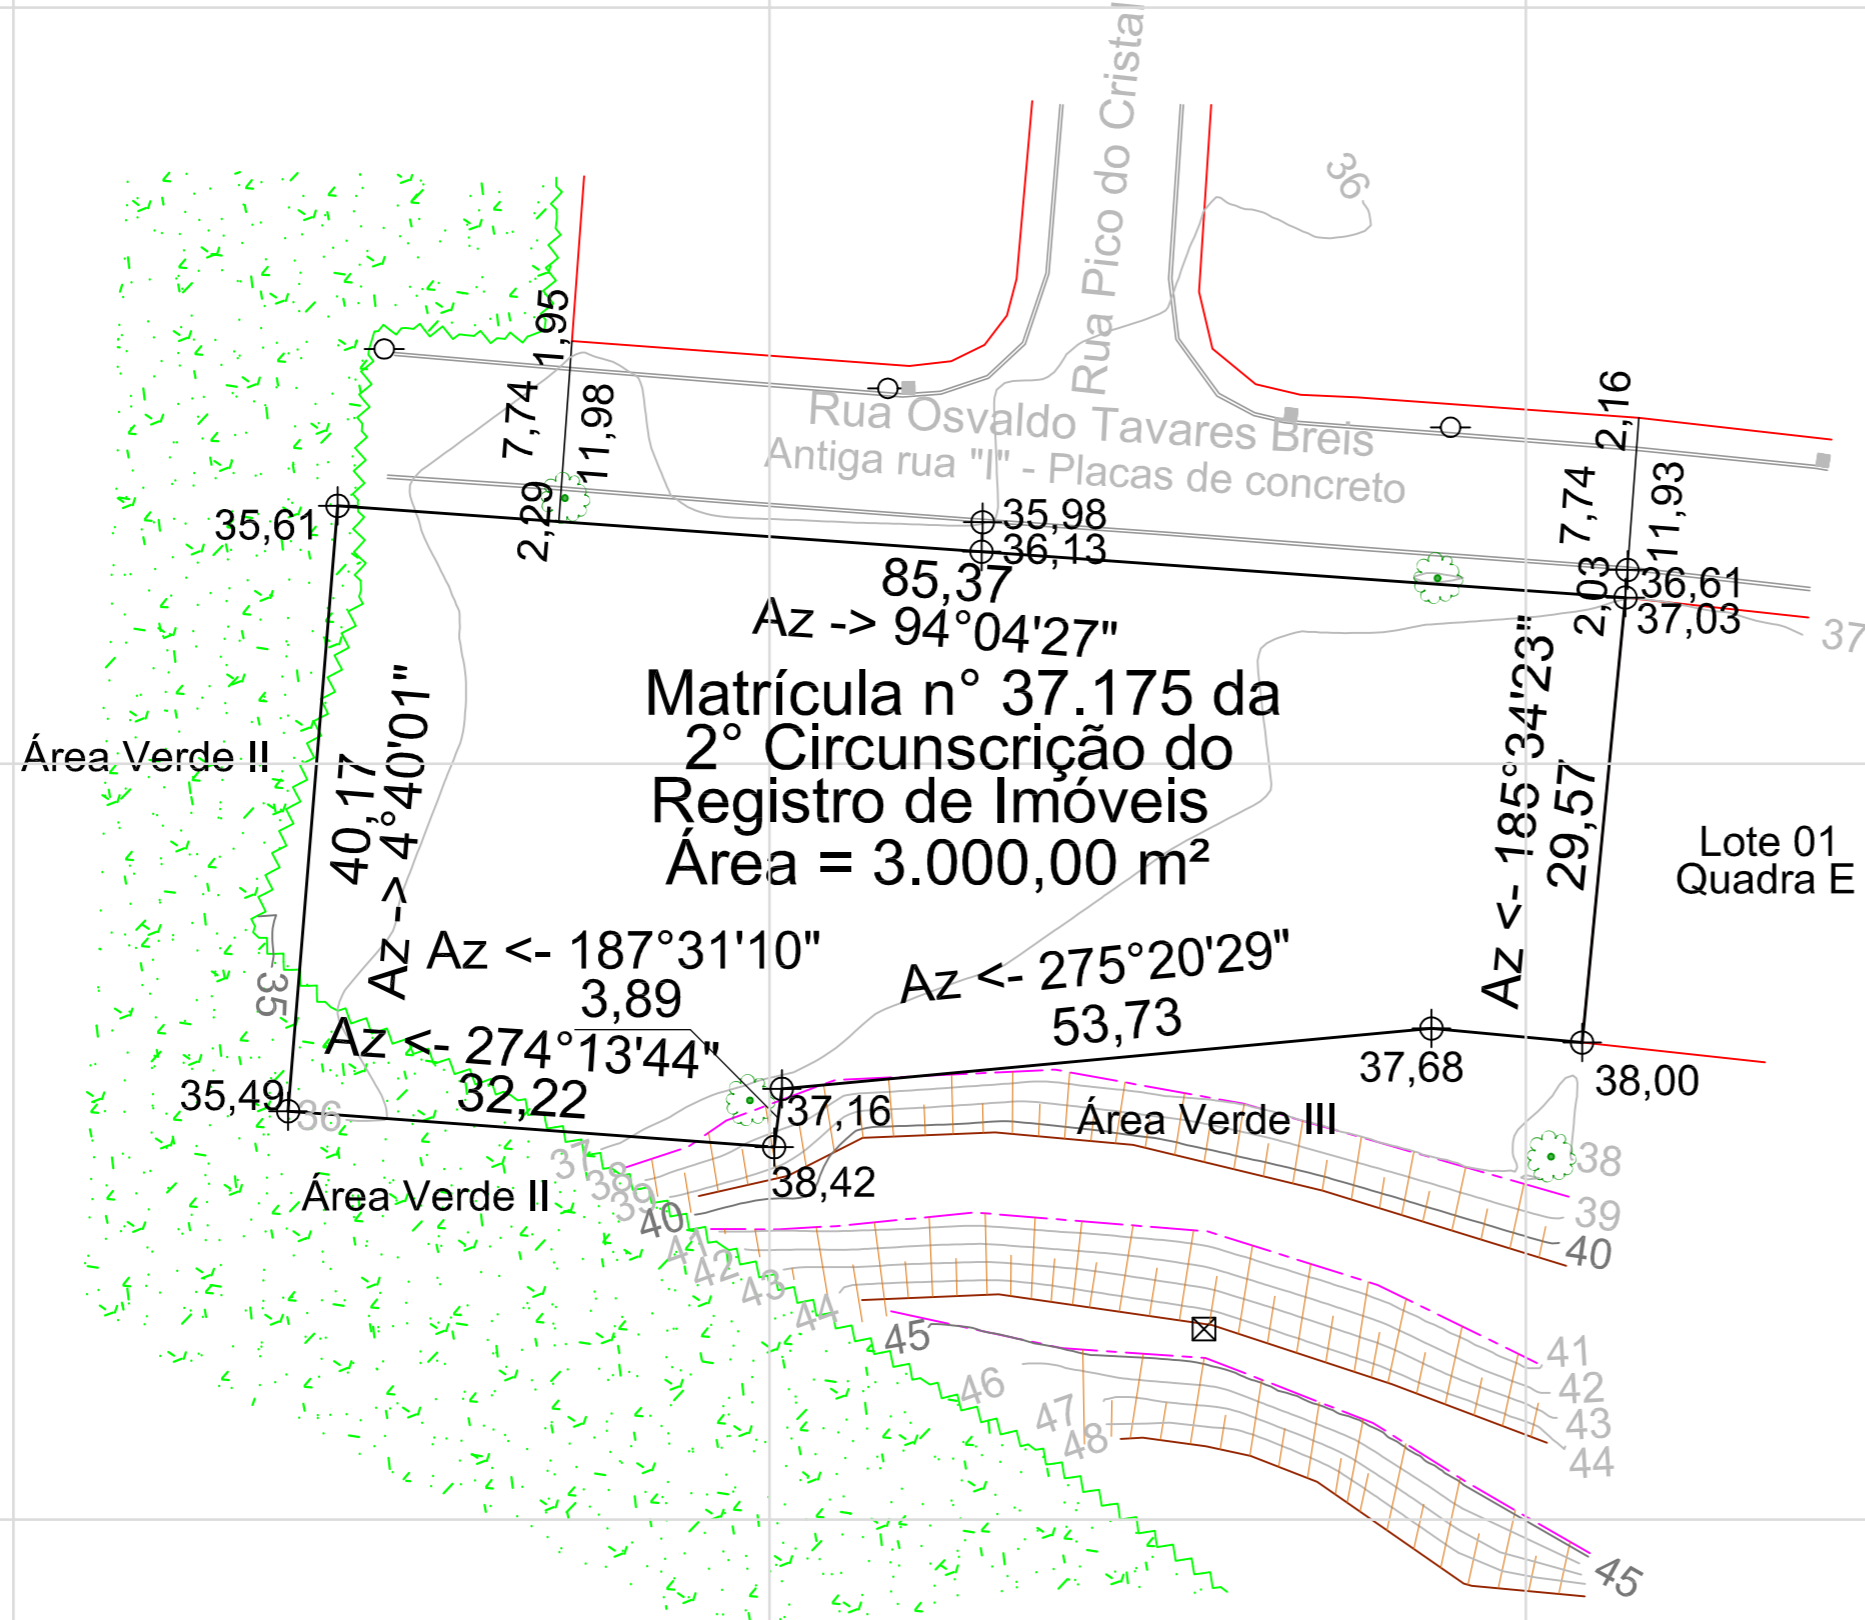 Rua Pico do Cristal
36
1,95
7,74
11,98
2,29
2,16
7,74
11,93
2,03
Rua Osvaldo Tavares Breis
Antiga rua "I" - Placas de concreto
35,61
35,98
36,13
36,61
37,03
37
85,37
Az -> 94°04'27"
Matrícula n° 37.175 da
2° Circunscrição do
Registro de Imóveis
Área = 3.000,00 m²
Área Verde II
40,17
Az -> 4°40'01"
Az <- 185°34'23"
29,57
Lote 01
Quadra E
Az <- 187°31'10"
3,89
Az <- 275°20'29"
53,73
35
Az <- 274°13'44"
32,22
35,49
36
37,16
37,68
38,00
38,42
Área Verde III
Área Verde II
37
38
39
40
41
42
43
44
45
46
47
48
38
39
40
41
42
43
44
45